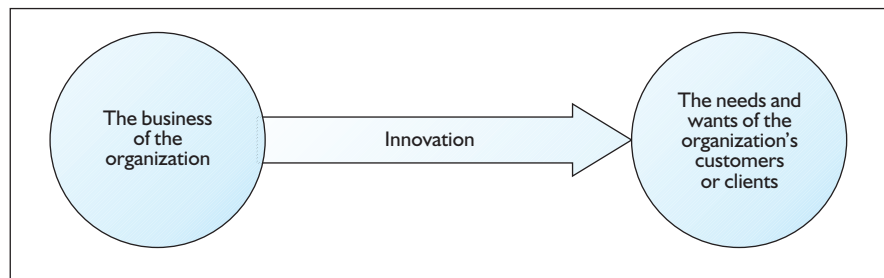 The business
of the
organization
Innovation
The needs and
wants of the
organization’s
customers
or clients